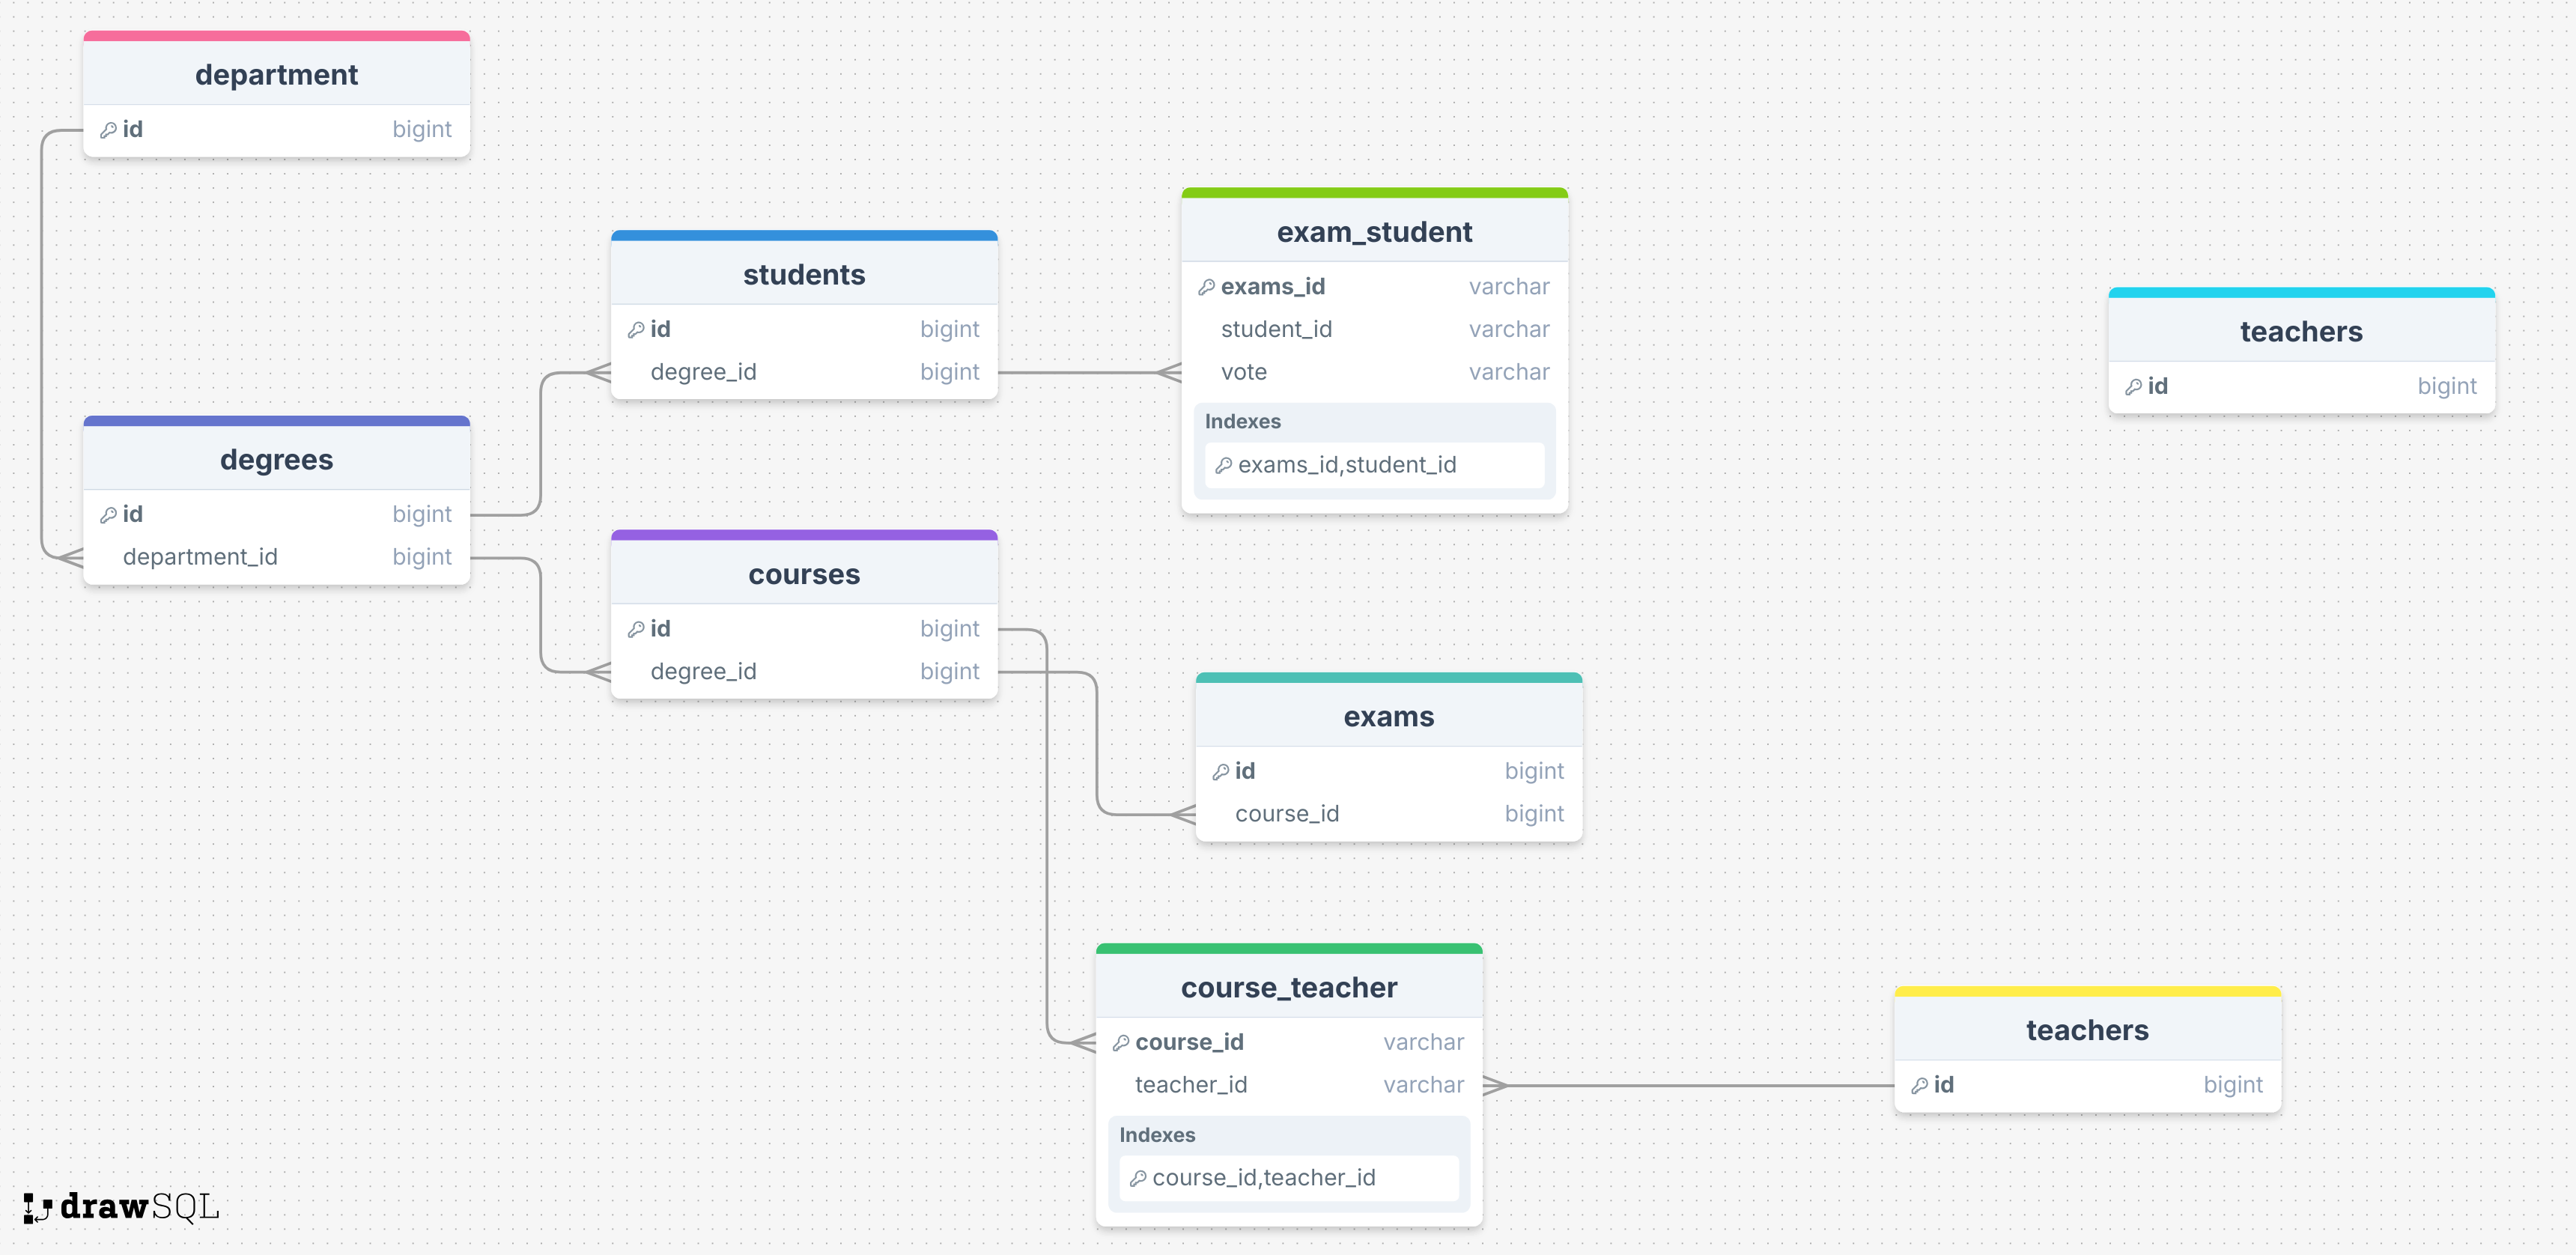 department
id bigint
degrees
id bigint
department_id bigint
students
id bigint
degree_id bigint
courses
id bigint
degree_id bigint
exam_student
exams_id varchar
student_id varchar
vote varchar
Indexes
exams_id,student_id
exams
id bigint
course_id bigint
course_teacher
course_id varchar
teacher_id varchar
Indexes
course_id,teacher_id
teachers
id bigint
teachers
id bigint
drawSQL